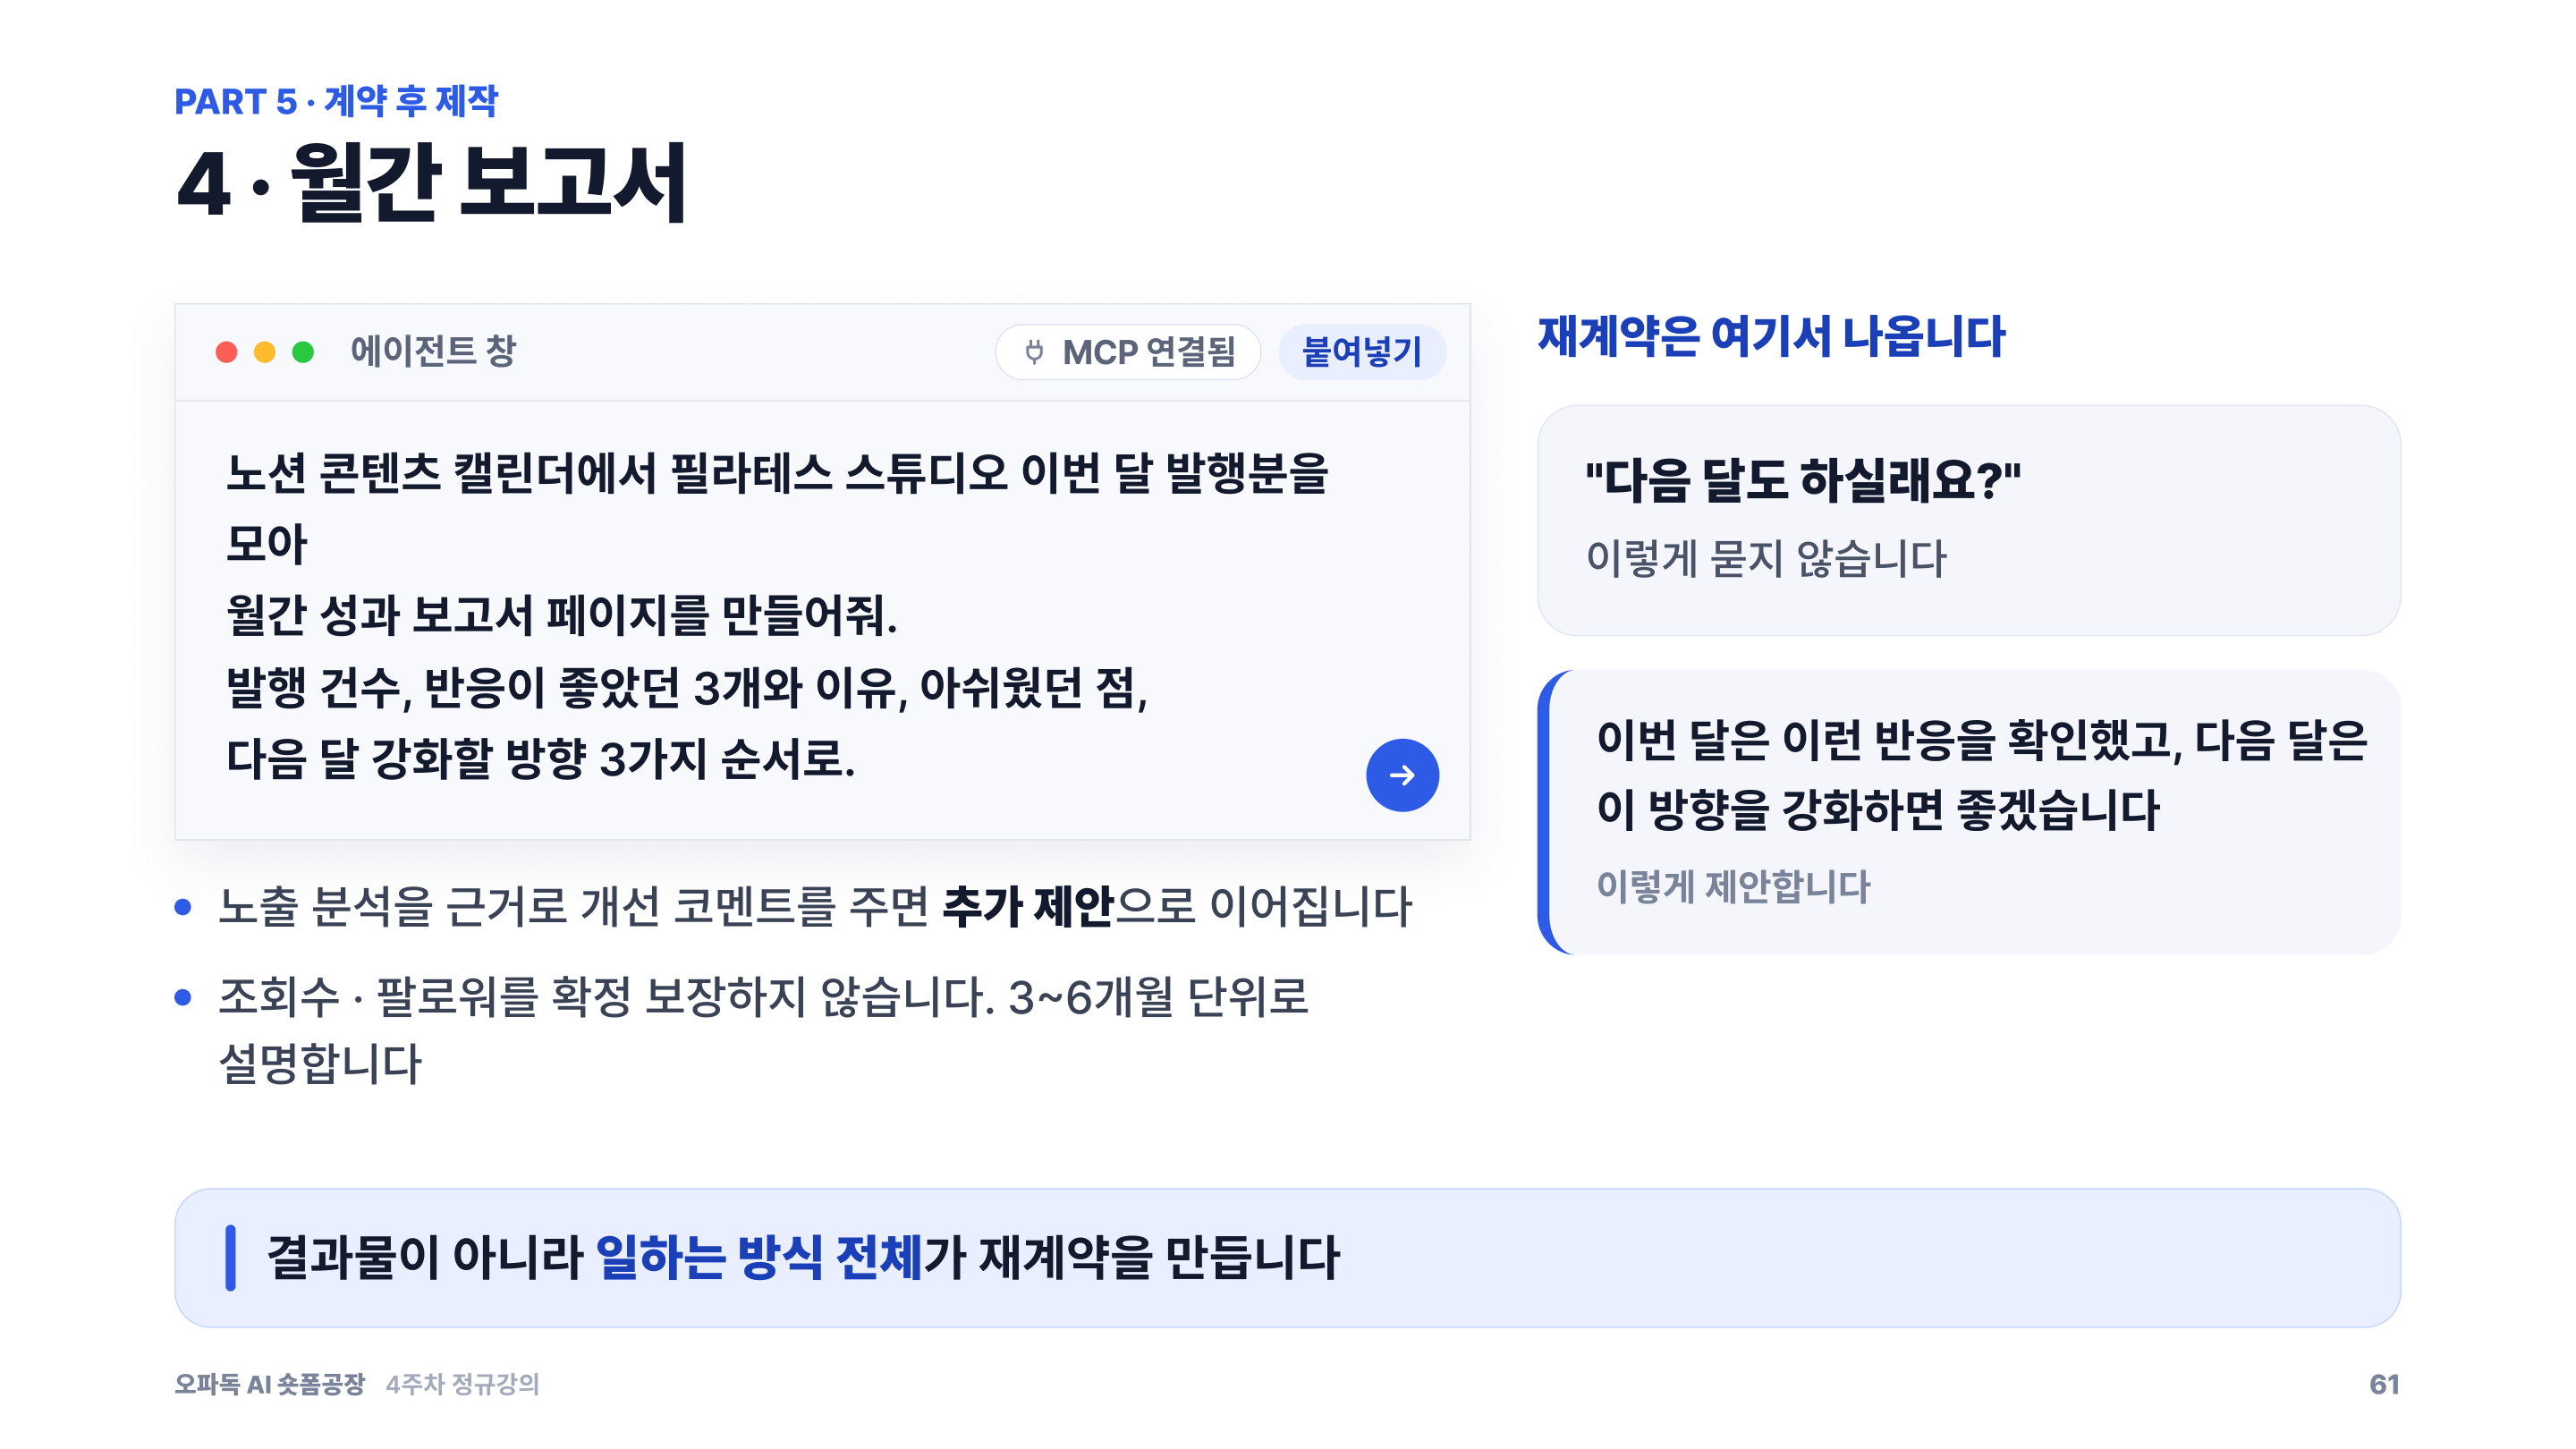 PART 5 · 계약 후 제작
4 · 월간 보고서
에이전트 창
MCP 연결됨
붙여넣기
노션 콘텐츠 캘린더에서 필라테스 스튜디오 이번 달 발행분을
모아
월간 성과 보고서 페이지를 만들어줘.
발행 건수, 반응이 좋았던 3개와 이유, 아쉬웠던 점,
다음 달 강화할 방향 3가지 순서로.
노출 분석을 근거로 개선 코멘트를 주면 추가 제안으로 이어집니다
조회수 · 팔로워를 확정 보장하지 않습니다. 3~6개월 단위로
설명합니다
재계약은 여기서 나옵니다
"다음 달도 하실래요?"
이렇게 묻지 않습니다
이번 달은 이런 반응을 확인했고, 다음 달은
이 방향을 강화하면 좋겠습니다
이렇게 제안합니다
결과물이 아니라 일하는 방식 전체가 재계약을 만듭니다
오파독 AI 숏폼공장 4주차 정규강의
61